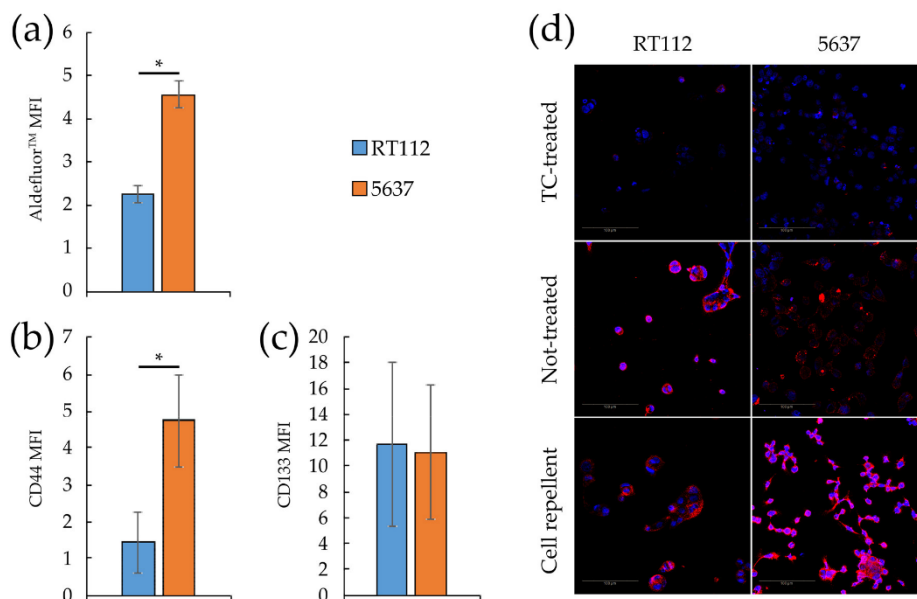 (a)
Aldefluor™ MFI
6
5
4
3
2
1
0
*
RT112
5637
(b)
CD44 MFI
7
6
5
4
3
2
1
0
*
(c)
CD133 MFI
20
18
16
14
12
10
8
6
4
2
0
(d)
RT112
5637
TC-treated
Not-treated
Cell repellent